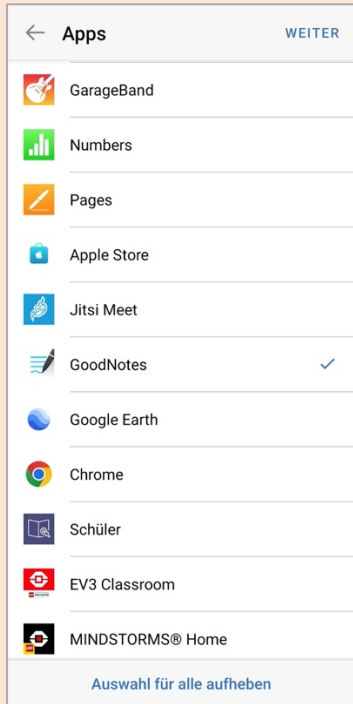 Apps
WEITER
GarageBand
Numbers
Pages
Apple Store
Jitsi Meet
GoodNotes
Google Earth
Chrome
Schüler
EV3 Classroom
MINDSTORMS® Home
Auswahl für alle aufheben